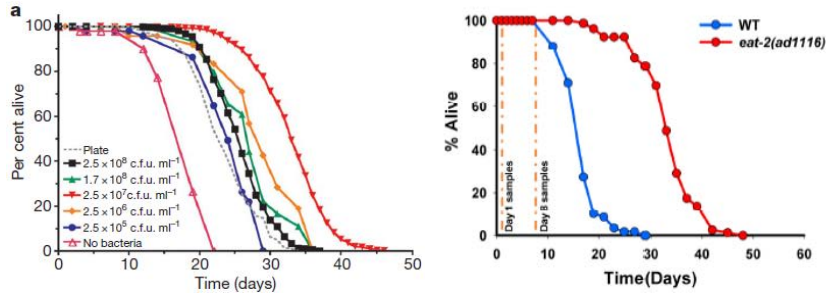 a
Per cent alive
100
80
60
40
20
0
Plate
2.5 × 10⁸ c.f.u. ml⁻¹
1.7 × 10⁸ c.f.u. ml⁻¹
2.5 × 10⁷ c.f.u. ml⁻¹
2.5 × 10⁶ c.f.u. ml⁻¹
2.5 × 10⁵ c.f.u. ml⁻¹
No bacteria
0 10 20 30 40 50
Time (days)
WT
eat-2(ad1116)
% Alive
100
80
60
40
20
0
Day 1 samples
Day 8 samples
0 10 20 30 40 50 60
Time(Days)